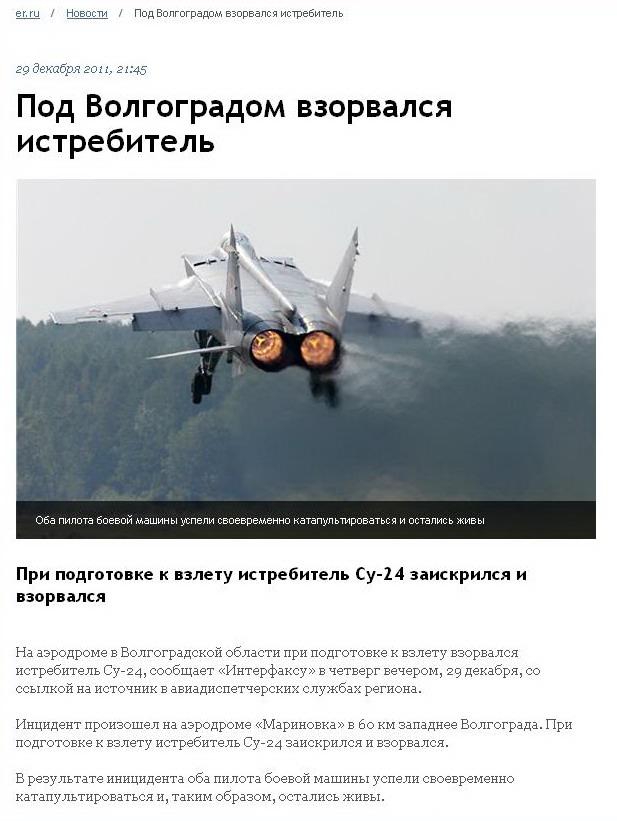 er.ru / Новости / Под Волгоградом взорвался истребитель
29 декабря 2011, 21:45
Под Волгоградом взорвался
истребитель
Оба пилота боевой машины успели своевременно катапультироваться и остались живы
При подготовке к взлету истребитель Су-24 заискрился и
взорвался
На аэродроме в Волгоградской области при подготовке к взлету взорвался
истребитель Су-24, сообщает «Интерфаксу» в четверг вечером, 29 декабря, со
ссылкой на источник в авиадиспетчерских службах региона.
Инцидент произошел на аэродроме «Мариновка» в 60 км западнее Волгограда. При
подготовке к взлету истребитель Су-24 заискрился и взорвался.
В результате иницидента оба пилота боевой машины успели своевременно
катапультироваться и, таким образом, остались живы.